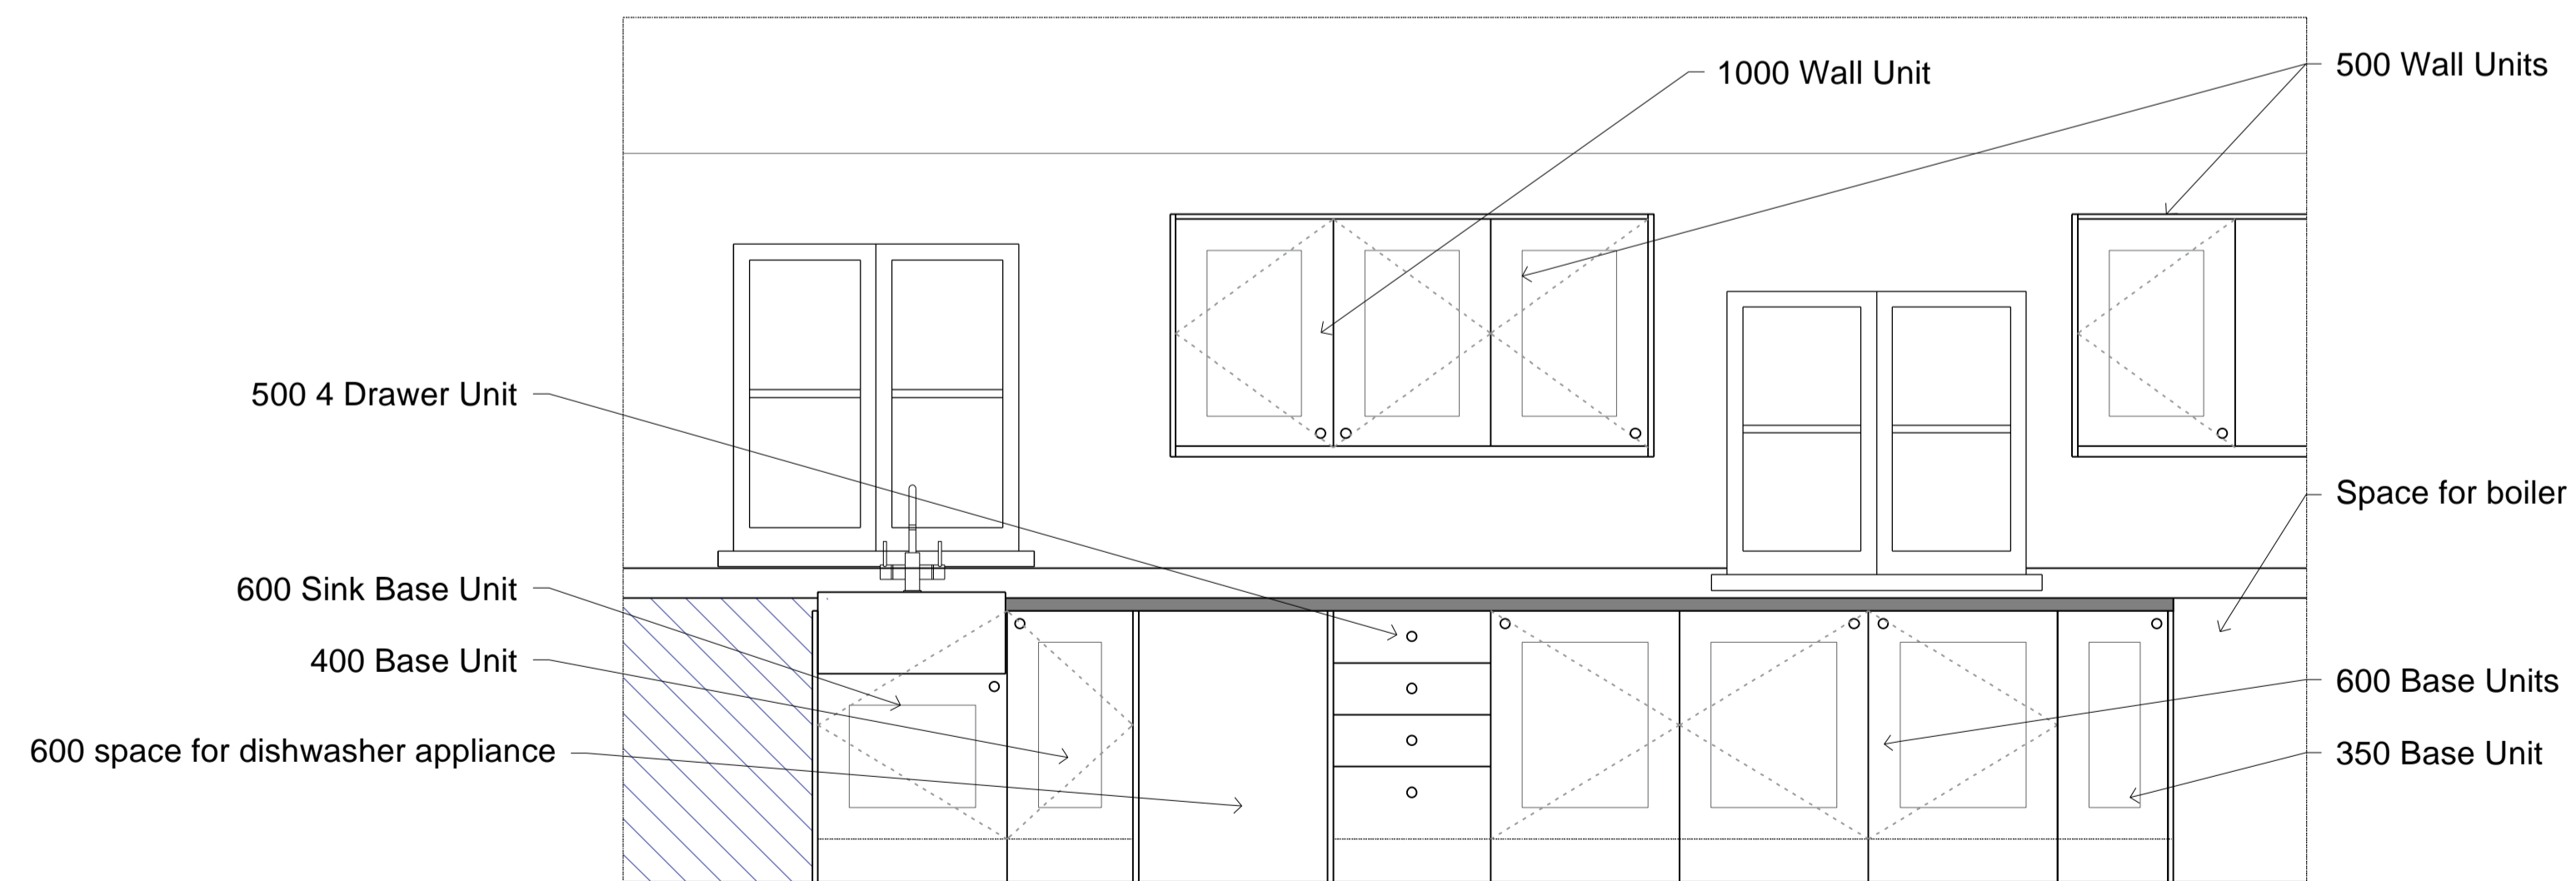 1000 Wall Unit
500 Wall Units
500 4 Drawer Unit
Space for boiler
600 Sink Base Unit
400 Base Unit
600 Base Units
600 space for dishwasher appliance
350 Base Unit